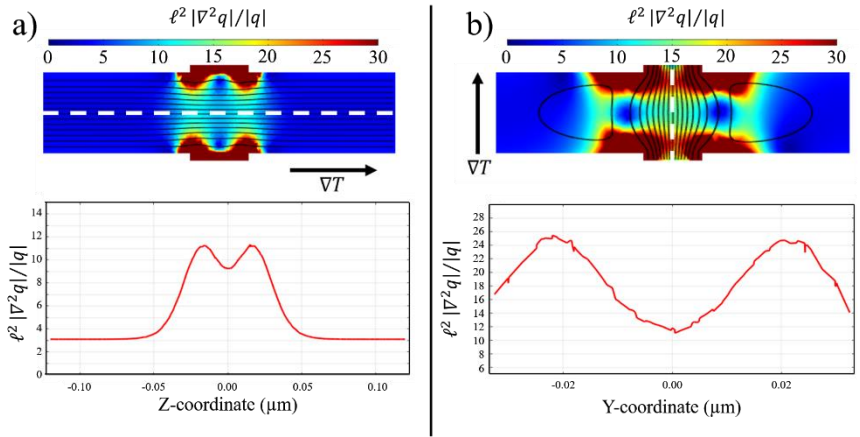 a)
ℓ² |∇²q|/|q|
0 5 10 15 20 25 30
∇T
ℓ² |∇²q|/|q|
14
12
10
8
6
4
2
0
-0.10 -0.05 0.00 0.05 0.10
Z-coordinate (µm)
b)
ℓ² |∇²q|/|q|
0 5 10 15 20 25 30
∇T
ℓ² |∇²q|/|q|
28
26
24
22
20
18
16
14
12
10
8
6
-0.02 0.00 0.02
Y-coordinate (µm)